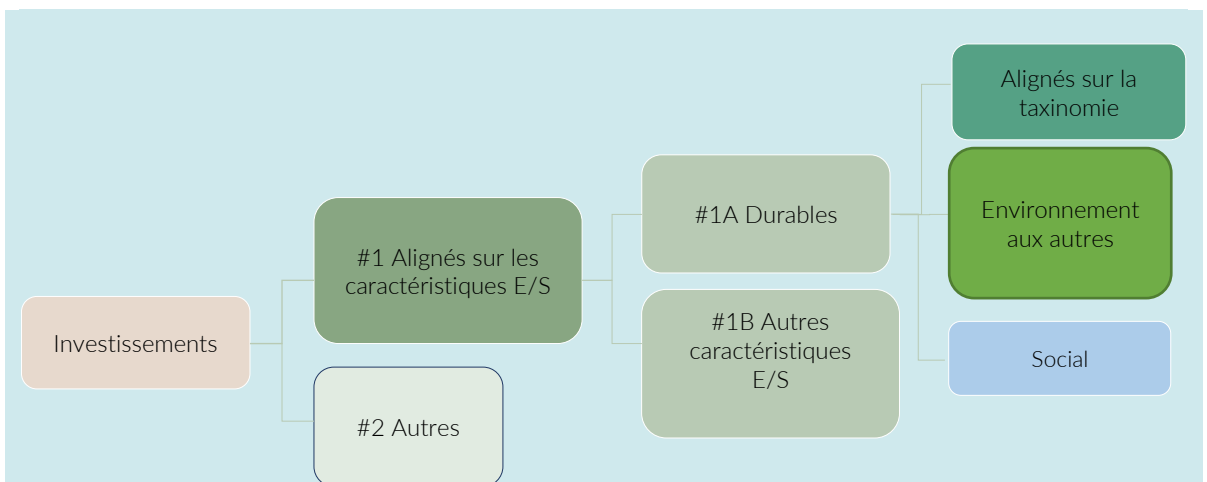 Investissements
#1 Alignés sur les
caractéristiques E/S
#2 Autres
#1A Durables
#1B Autres
caractéristiques
E/S
Alignés sur la
taxinomie
Environnement
aux autres
Social